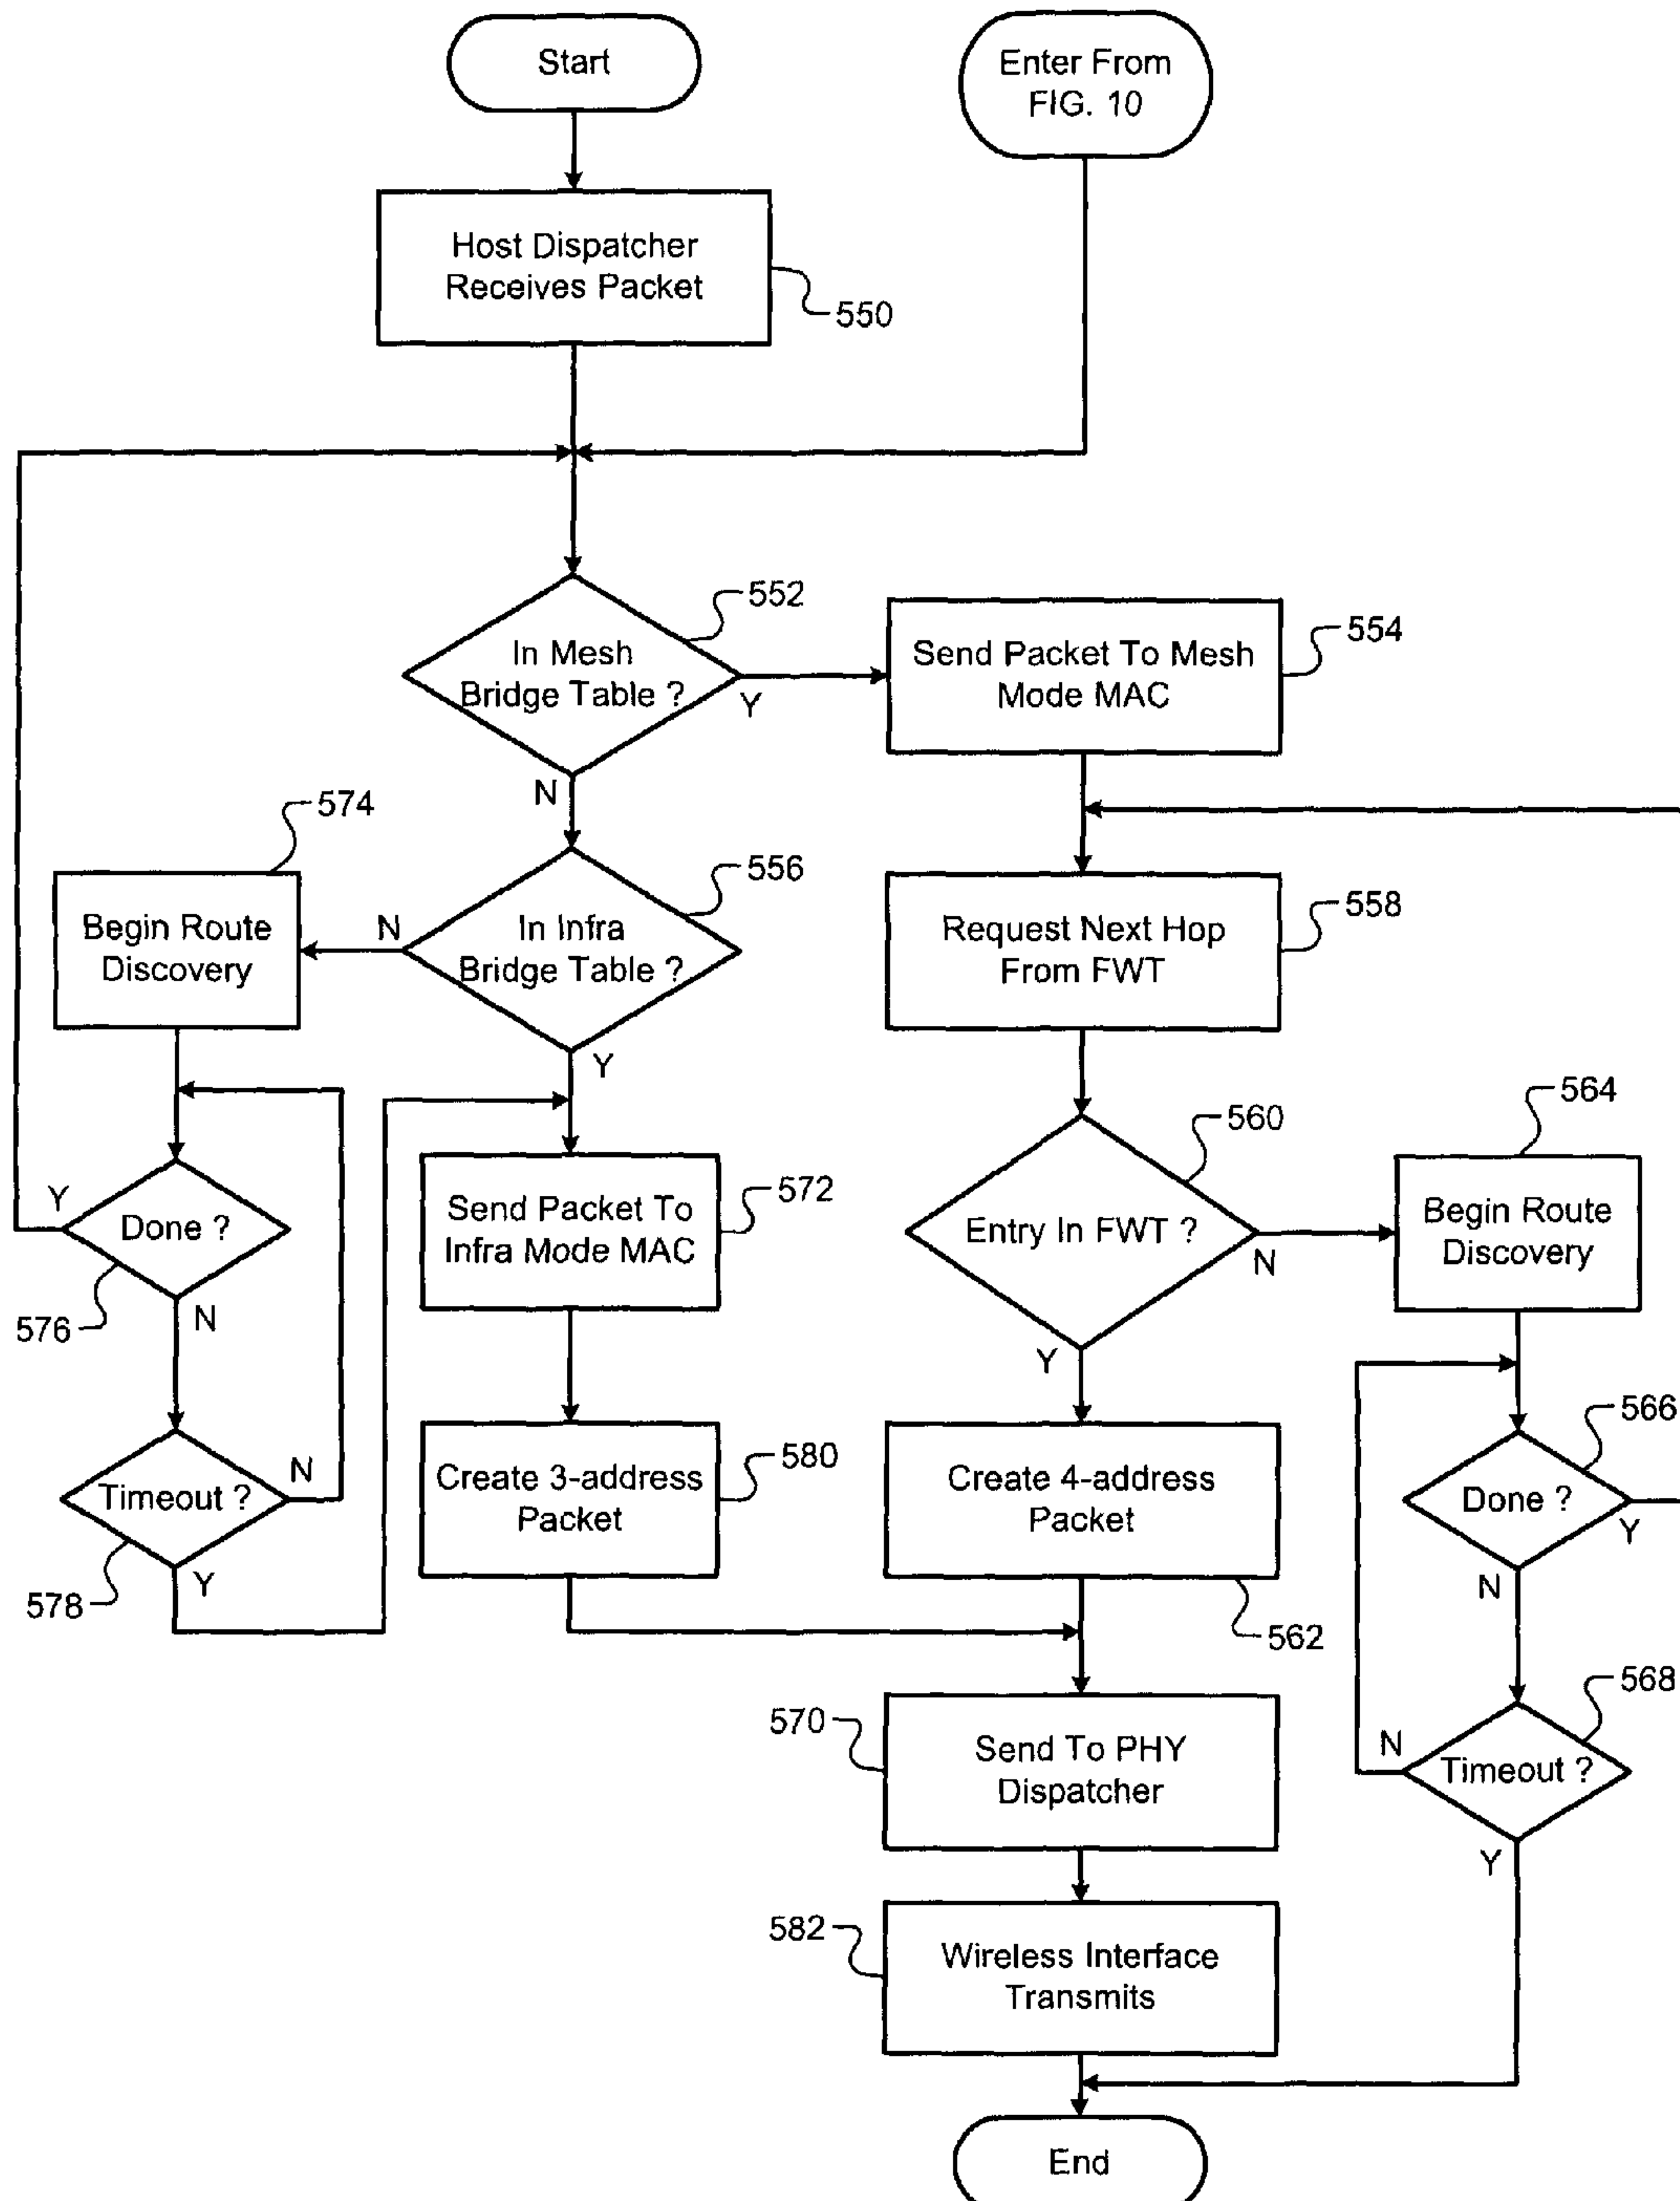 Start
Enter From
FIG. 10
Host Dispatcher
Receives Packet
550
552
In Mesh
Bridge Table ?
Y
N
Send Packet To Mesh
Mode MAC
554
574
556
Begin Route
Discovery
N
In Infra
Bridge Table ?
Y
Request Next Hop
From FWT
558
560
564
Entry In FWT ?
N
Y
Begin Route
Discovery
Y
Done ?
576
N
Send Packet To
Infra Mode MAC
572
Timeout ?
N
578
Y
Create 3-address
Packet
580
Create 4-address
Packet
562
566
Done ?
Y
N
568
N
Timeout ?
Y
570
Send To PHY
Dispatcher
582
Wireless Interface
Transmits
End